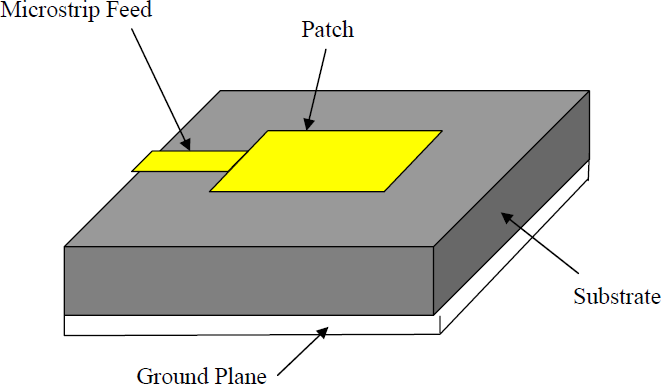 Microstrip Feed
Patch
Substrate
Ground Plane